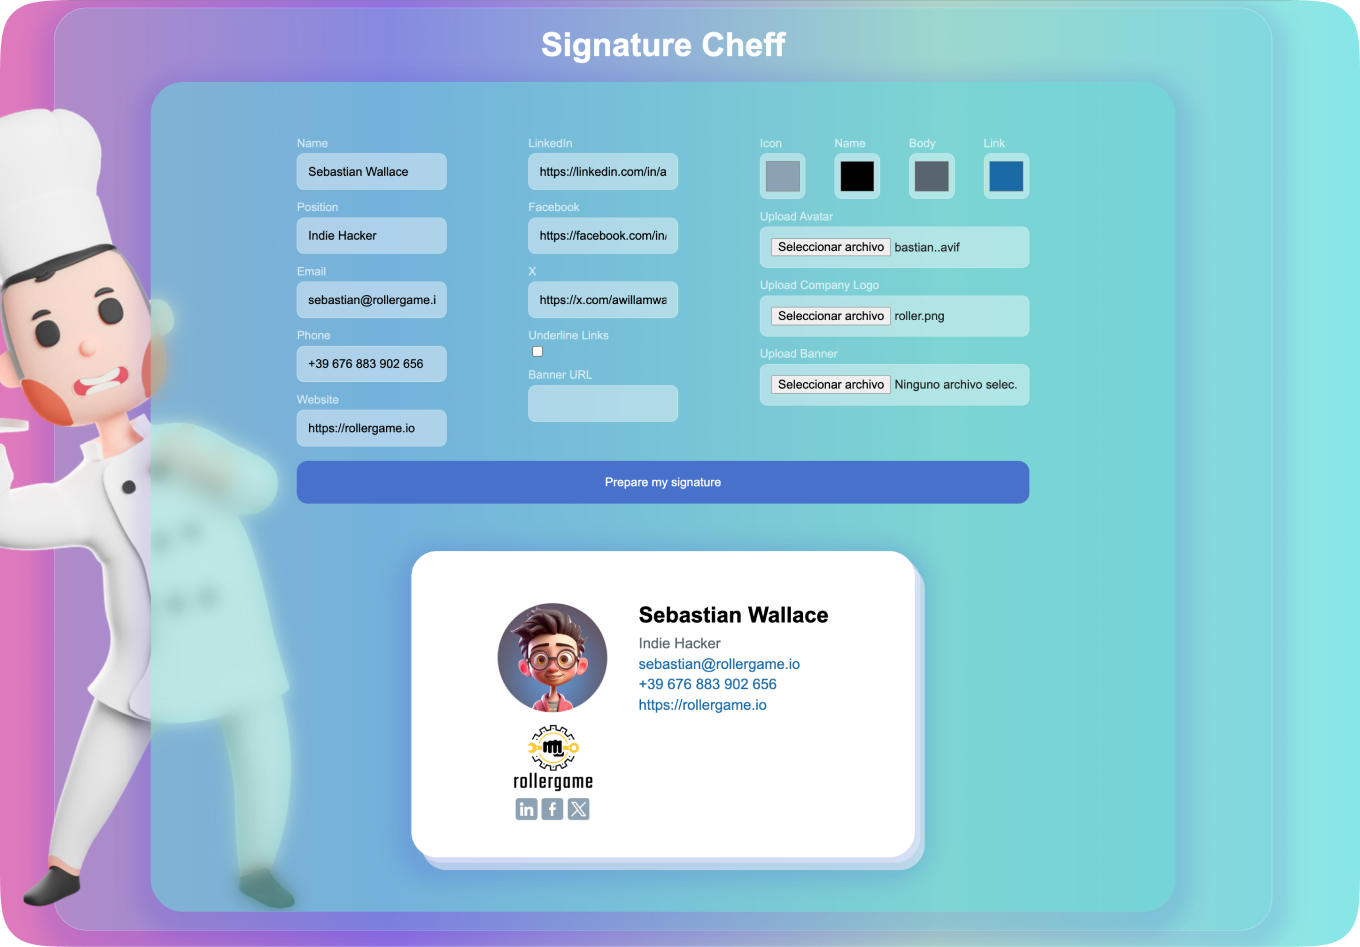 Signature Cheff
Name
Sebastian Wallace
Position
Indie Hacker
Email
sebastian@rollergame.i
Phone
+39 676 883 902 656
Website
https://rollergame.io
LinkedIn
https://linkedin.com/in/a
Facebook
https://facebook.com/in/
X
https://x.com/awillamwa
Underline Links
Banner URL
Icon Name Body Link
Upload Avatar
Seleccionar archivo bastian..avif
Upload Company Logo
Seleccionar archivo roller.png
Upload Banner
Seleccionar archivo Ninguno archivo selec.
Prepare my signature
Sebastian Wallace
Indie Hacker
sebastian@rollergame.io
+39 676 883 902 656
https://rollergame.io
rollergame
in f X